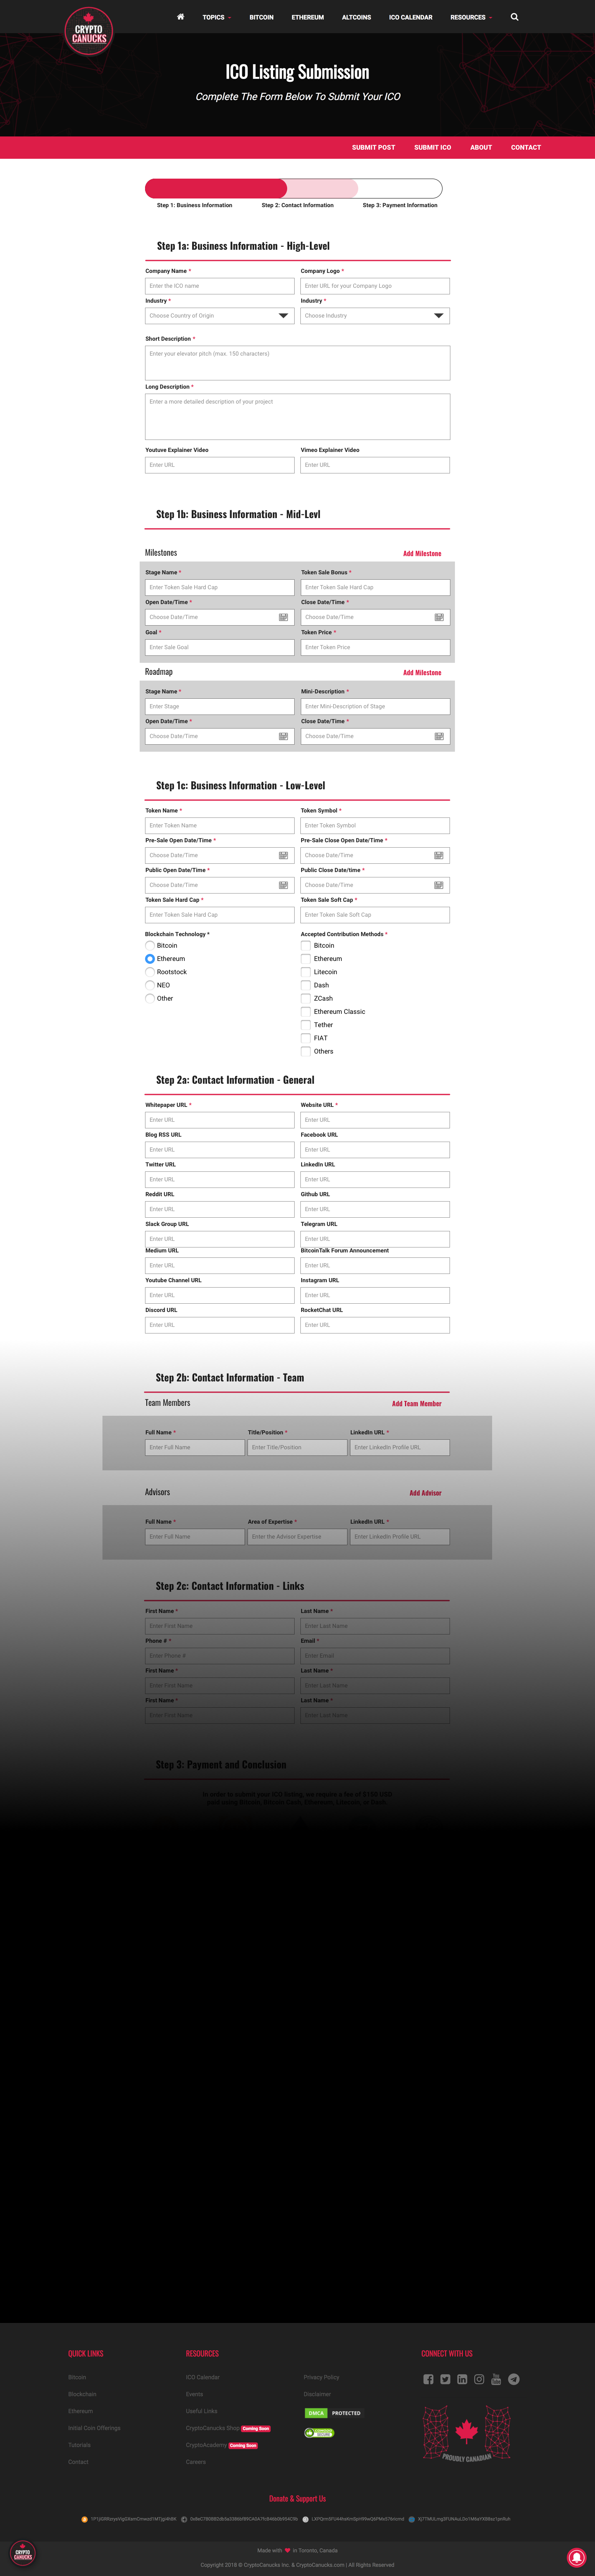 CRYPTO
CANUCKS
TOPICS BITCOIN ETHEREUM ALTCOINS ICO CALENDAR RESOURCES
ICO Listing Submission
Complete The Form Below To Submit Your ICO
SUBMIT POST SUBMIT ICO ABOUT CONTACT
Step 1: Business Information Step 2: Contact Information Step 3: Payment Information
Step 1a: Business Information - High-Level
Company Name * Company Logo *
Enter the ICO name Enter URL for your Company Logo
Industry * Industry *
Choose Country of Origin Choose Industry
Short Description *
Enter your elevator pitch (max. 150 characters)
Long Description *
Enter a more detailed description of your project
Youtuve Explainer Video Vimeo Explainer Video
Enter URL Enter URL
Step 1b: Business Information - Mid-Levl
Milestones Add Milestone
Stage Name * Token Sale Bonus *
Enter Token Sale Hard Cap Enter Token Sale Hard Cap
Open Date/Time * Close Date/Time *
Choose Date/Time Choose Date/Time
Goal * Token Price *
Enter Sale Goal Enter Token Price
Roadmap Add Milestone
Stage Name * Mini-Description *
Enter Stage Enter Mini-Description of Stage
Open Date/Time * Close Date/Time *
Choose Date/Time Choose Date/Time
Step 1c: Business Information - Low-Level
Token Name * Token Symbol *
Enter Token Name Enter Token Symbol
Pre-Sale Open Date/Time * Pre-Sale Close Open Date/Time *
Choose Date/Time Choose Date/Time
Public Open Date/Time * Public Close Date/time *
Choose Date/Time Choose Date/Time
Token Sale Hard Cap * Token Sale Soft Cap *
Enter Token Sale Hard Cap Enter Token Sale Soft Cap
Blockchain Technology * Accepted Contribution Methods *
Bitcoin Bitcoin
Ethereum Ethereum
Rootstock Litecoin
NEO Dash
Other ZCash
Ethereum Classic
Tether
FIAT
Others
Step 2a: Contact Information - General
Whitepaper URL * Website URL *
Enter URL Enter URL
Blog RSS URL Facebook URL
Enter URL Enter URL
Twitter URL LinkedIn URL
Enter URL Enter URL
Reddit URL Github URL
Enter URL Enter URL
Slack Group URL Telegram URL
Enter URL Enter URL
Medium URL BitcoinTalk Forum Announcement
Enter URL Enter URL
Youtube Channel URL Instagram URL
Enter URL Enter URL
Discord URL RocketChat URL
Enter URL Enter URL
Step 2b: Contact Information - Team
Team Members Add Team Member
Full Name * Title/Position * LinkedIn URL *
Enter Full Name Enter Title/Position Enter LinkedIn Profile URL
Advisors Add Advisor
Full Name * Area of Expertise * LinkedIn URL *
Enter Full Name Enter the Advisor Expertise Enter LinkedIn Profile URL
Step 2c: Contact Information - Links
First Name * Last Name *
Enter First Name Enter Last Name
Phone # * Email *
Enter Phone # Enter Email
First Name * Last Name *
Enter First Name Enter Last Name
First Name * Last Name *
Enter First Name Enter Last Name
Step 3: Payment and Conclusion
In order to submit your ICO listing, we require a fee of
QUICK LINKS RESOURCES CONNECT WITH US
Bitcoin ICO Calendar Privacy Policy
Blockchain Events Disclaimer
Ethereum Useful Links DMCA PROTECTED
Initial Coin Offerings CryptoCanucks Shop Coming Soon
Tutorials CryptoAcademy Coming Soon
Contact Careers
PROUDLY CANADIAN
Donate & Support Us
Made with in Toronto, Canada
CRYPTO
CANUCKS
Copyright 2018 © CryptoCanucks Inc. & CryptoCanucks.com | All Rights Reserved